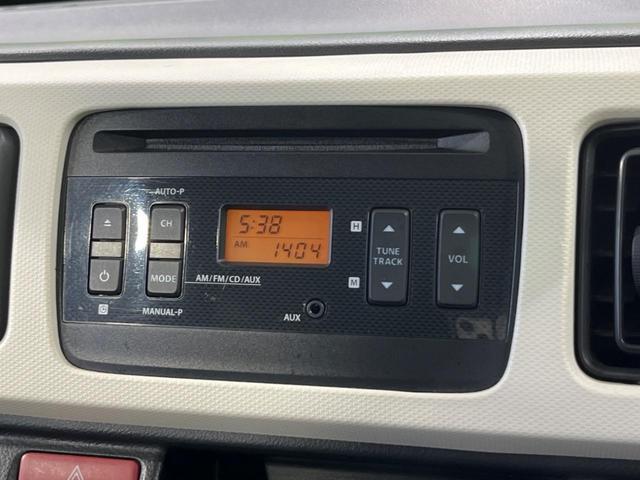 AUTO-P
CH
5:38
AM 1404
H
TUNE
TRACK
VOL
MODE
AM/FM/CD/AUX
M
MANUAL-P
AUX